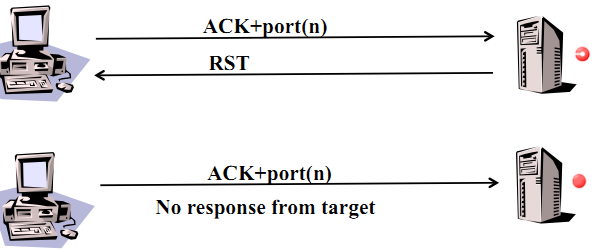 ACK+port(n)
RST
ACK+port(n)
No response from target